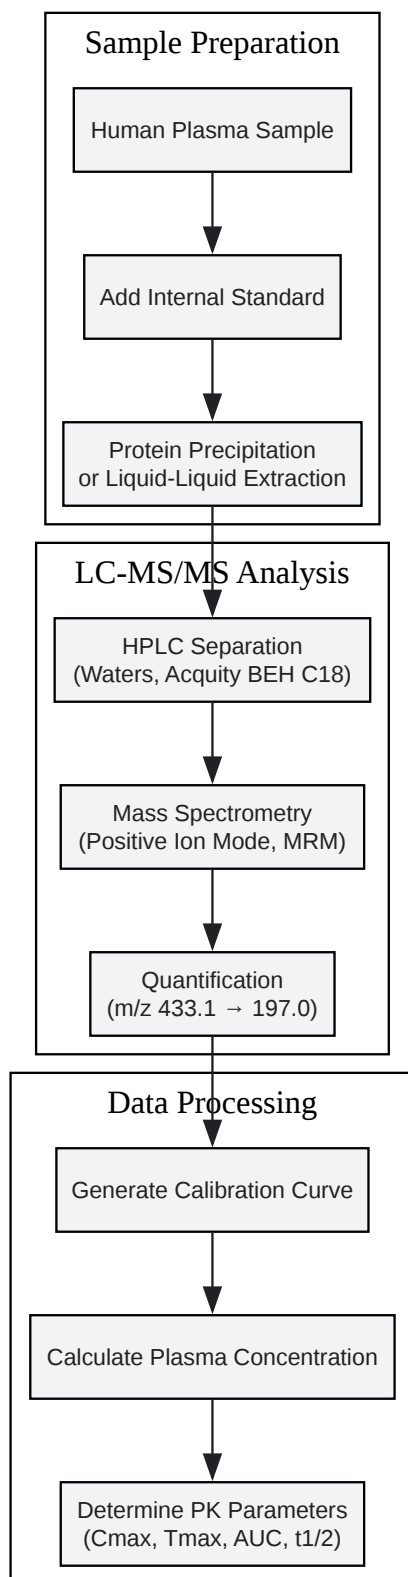 Sample Preparation
Human Plasma Sample
Add Internal Standard
Protein Precipitation
or Liquid-Liquid Extraction
LC-MS/MS Analysis
HPLC Separation
(Waters, Acquity BEH C18)
Mass Spectrometry
(Positive Ion Mode, MRM)
Quantification
(m/z 433.1 → 197.0)
Data Processing
Generate Calibration Curve
Calculate Plasma Concentration
Determine PK Parameters
(Cmax, Tmax, AUC, t1/2)